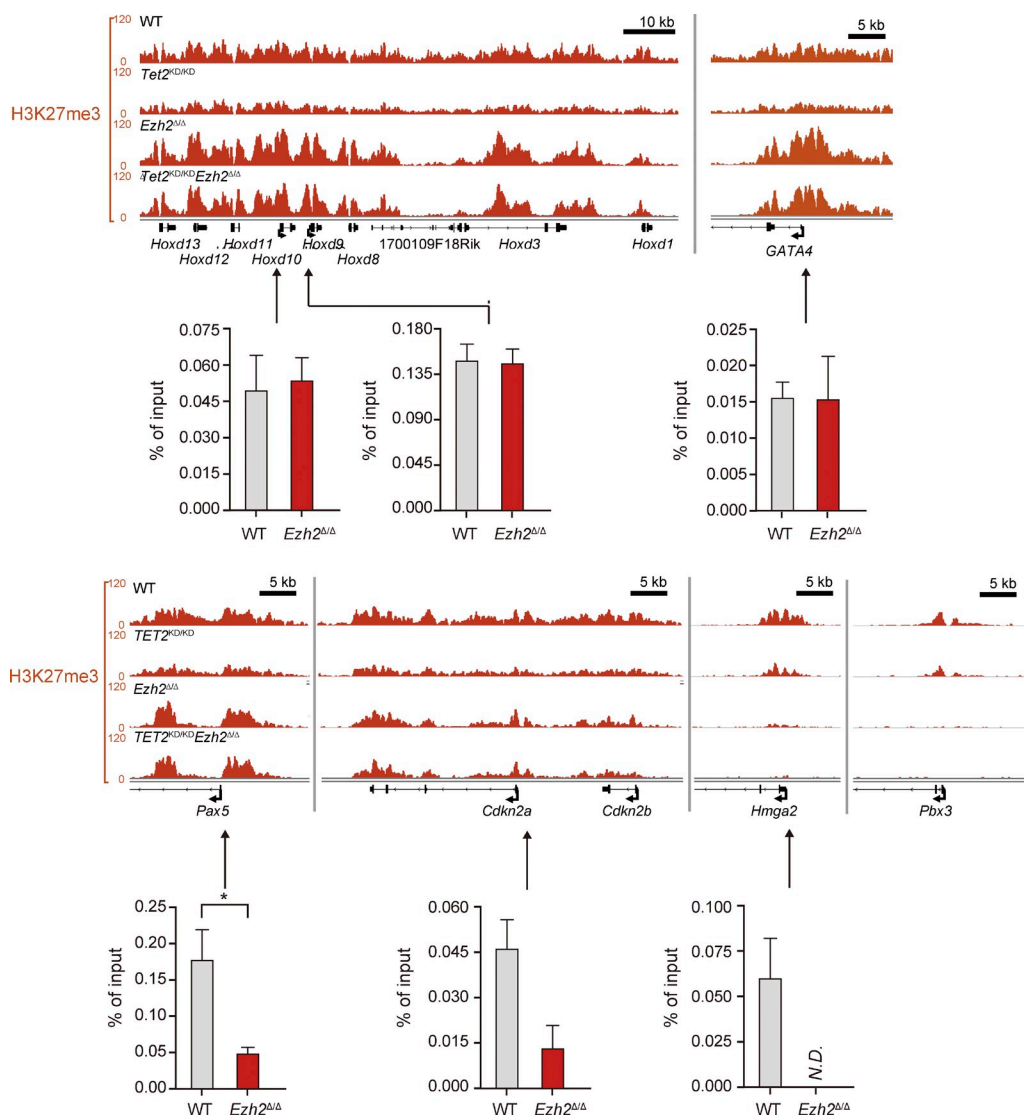 120
WT
10 kb
5 kb
0
120
Tet2KD/KD
H3K27me3
0
120
Ezh2Δ/Δ
0
120
Tet2KD/KDEzh2Δ/Δ
0
Hoxd13 Hoxd11 Hoxd9 1700109F18Rik Hoxd3 Hoxd1 GATA4
Hoxd12 Hoxd10 Hoxd8
0.075
0.060
0.045
0.030
0.015
0.000
% of input
WT Ezh2Δ/Δ
0.180
0.135
0.090
0.045
0.000
% of input
WT Ezh2Δ/Δ
0.025
0.020
0.015
0.010
0.005
0.000
% of input
WT Ezh2Δ/Δ
120
WT
5 kb
5 kb
5 kb
5 kb
0
120
TET2KD/KD
H3K27me3
0
120
Ezh2Δ/Δ
0
120
TET2KD/KDEzh2Δ/Δ
0
Pax5 Cdkn2a Cdkn2b Hmga2 Pbx3
0.25
0.20
0.15
0.10
0.05
0.00
% of input
*
WT Ezh2Δ/Δ
0.060
0.045
0.030
0.015
0.000
% of input
WT Ezh2Δ/Δ
0.100
0.075
0.050
0.025
0.000
% of input
N.D.
WT Ezh2Δ/Δ